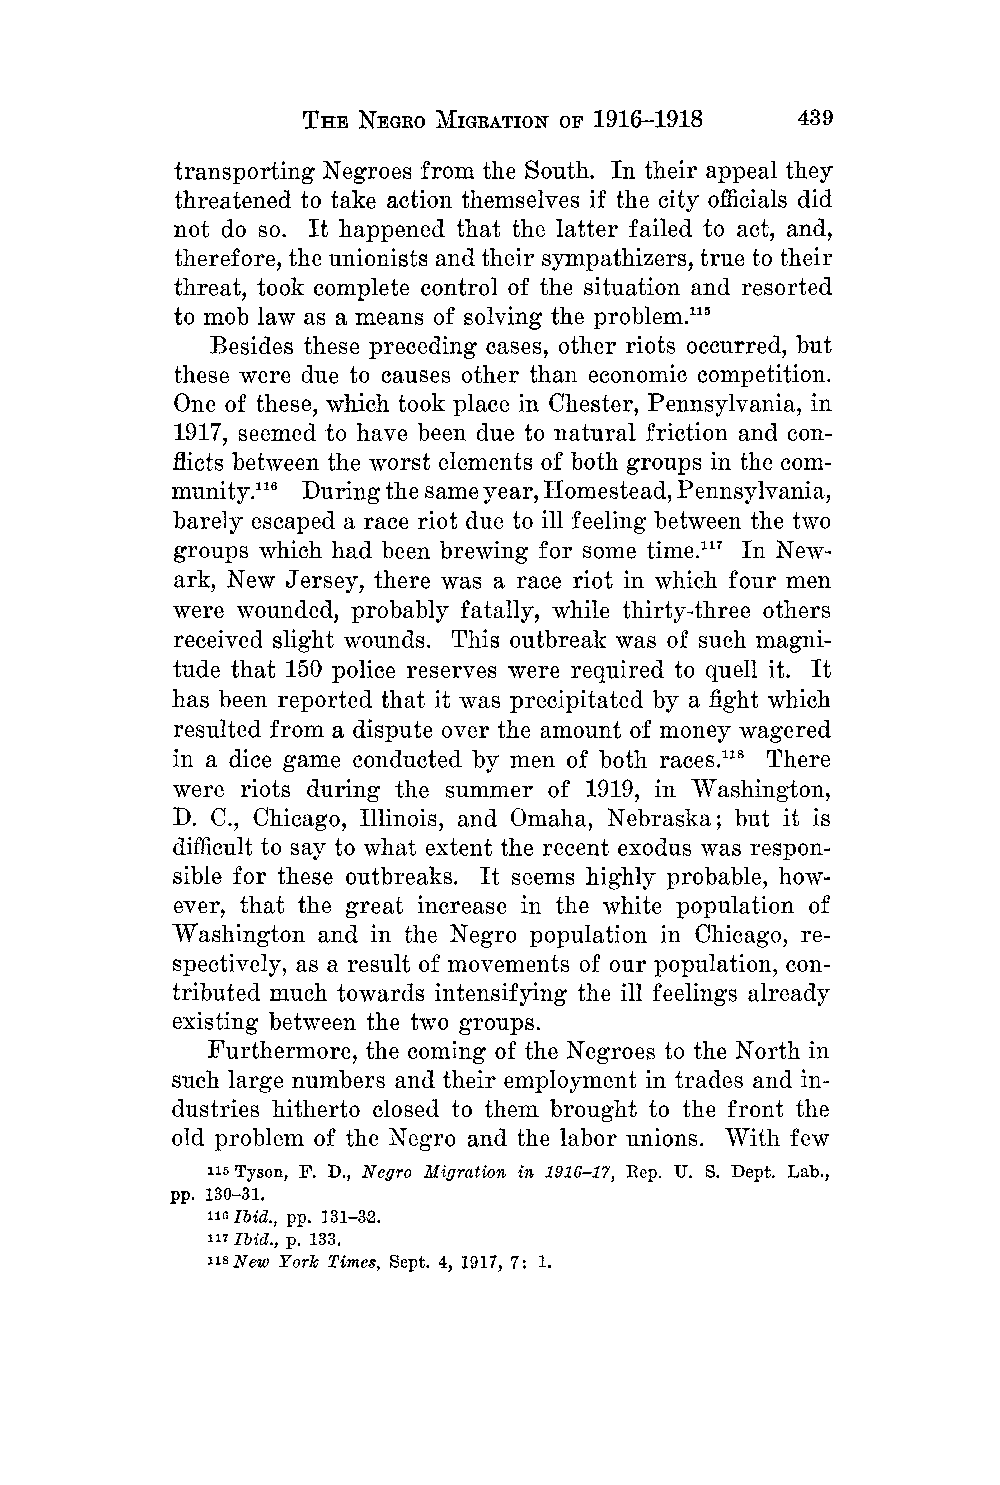 THE NEGRO MIGRATION OF 1916–1918 439
transporting Negroes from the South. In their appeal they
threatened to take action themselves if the city officials did
not do so. It happened that the latter failed to act, and,
therefore, the unionists and their sympathizers, true to their
threat, took complete control of the situation and resorted
to mob law as a means of solving the problem.¹¹⁵
Besides these preceding cases, other riots occurred, but
these were due to causes other than economic competition.
One of these, which took place in Chester, Pennsylvania, in
1917, seemed to have been due to natural friction and con-
flicts between the worst elements of both groups in the com-
munity.¹¹⁶ During the same year, Homestead, Pennsylvania,
barely escaped a race riot due to ill feeling between the two
groups which had been brewing for some time.¹¹⁷ In New-
ark, New Jersey, there was a race riot in which four men
were wounded, probably fatally, while thirty-three others
received slight wounds. This outbreak was of such magni-
tude that 150 police reserves were required to quell it. It
has been reported that it was precipitated by a fight which
resulted from a dispute over the amount of money wagered
in a dice game conducted by men of both races.¹¹⁸ There
were riots during the summer of 1919, in Washington,
D. C., Chicago, Illinois, and Omaha, Nebraska; but it is
difficult to say to what extent the recent exodus was respon-
sible for these outbreaks. It seems highly probable, how-
ever, that the great increase in the white population of
Washington and in the Negro population in Chicago, re-
spectively, as a result of movements of our population, con-
tributed much towards intensifying the ill feelings already
existing between the two groups.
Furthermore, the coming of the Negroes to the North in
such large numbers and their employment in trades and in-
dustries hitherto closed to them brought to the front the
old problem of the Negro and the labor unions. With few
¹¹⁵ Tyson, F. D., Negro Migration in 1916-17, Rep. U. S. Dept. Lab.,
pp. 130–31.
¹¹⁶ Ibid., pp. 131–32.
¹¹⁷ Ibid., p. 133.
¹¹⁸ New York Times, Sept. 4, 1917, 7: 1.